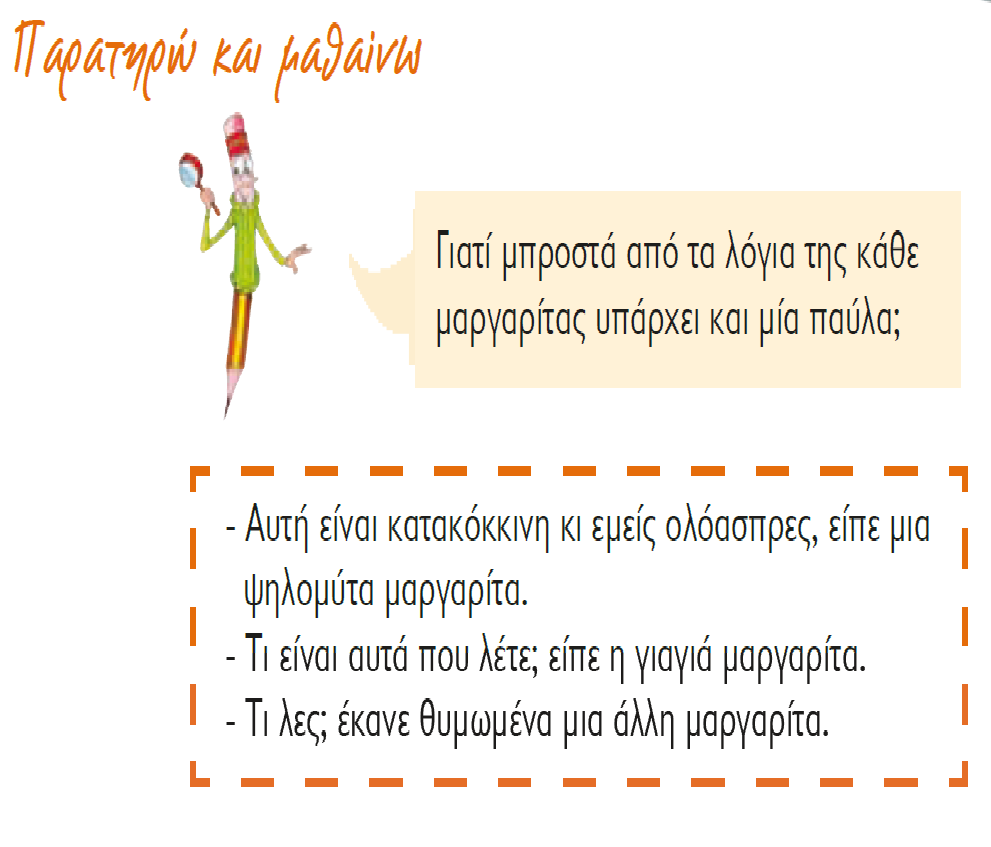 Παρατηρώ και μαθαίνω
Γιατί μπροστά από τα λόγια της κάθε
μαργαρίτας υπάρχει και μία παύλα;
- Αυτή είναι κατακόκκινη κι εμείς ολόασπρες, είπε μια
ψηλομύτα μαργαρίτα.
- Τι είναι αυτά που λέτε; είπε η γιαγιά μαργαρίτα.
- Τι λες; έκανε θυμωμένα μια άλλη μαργαρίτα.